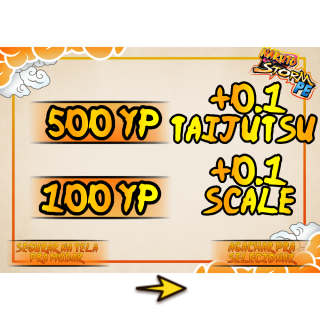 NARUTO
STORM
PE
500 YP
+0.1
TAIJUTSU
100 YP
+0.1
SCALE
SEGURAR NA TELA
PRA MUDAR
AGACHAR PRA
SELECIONAR